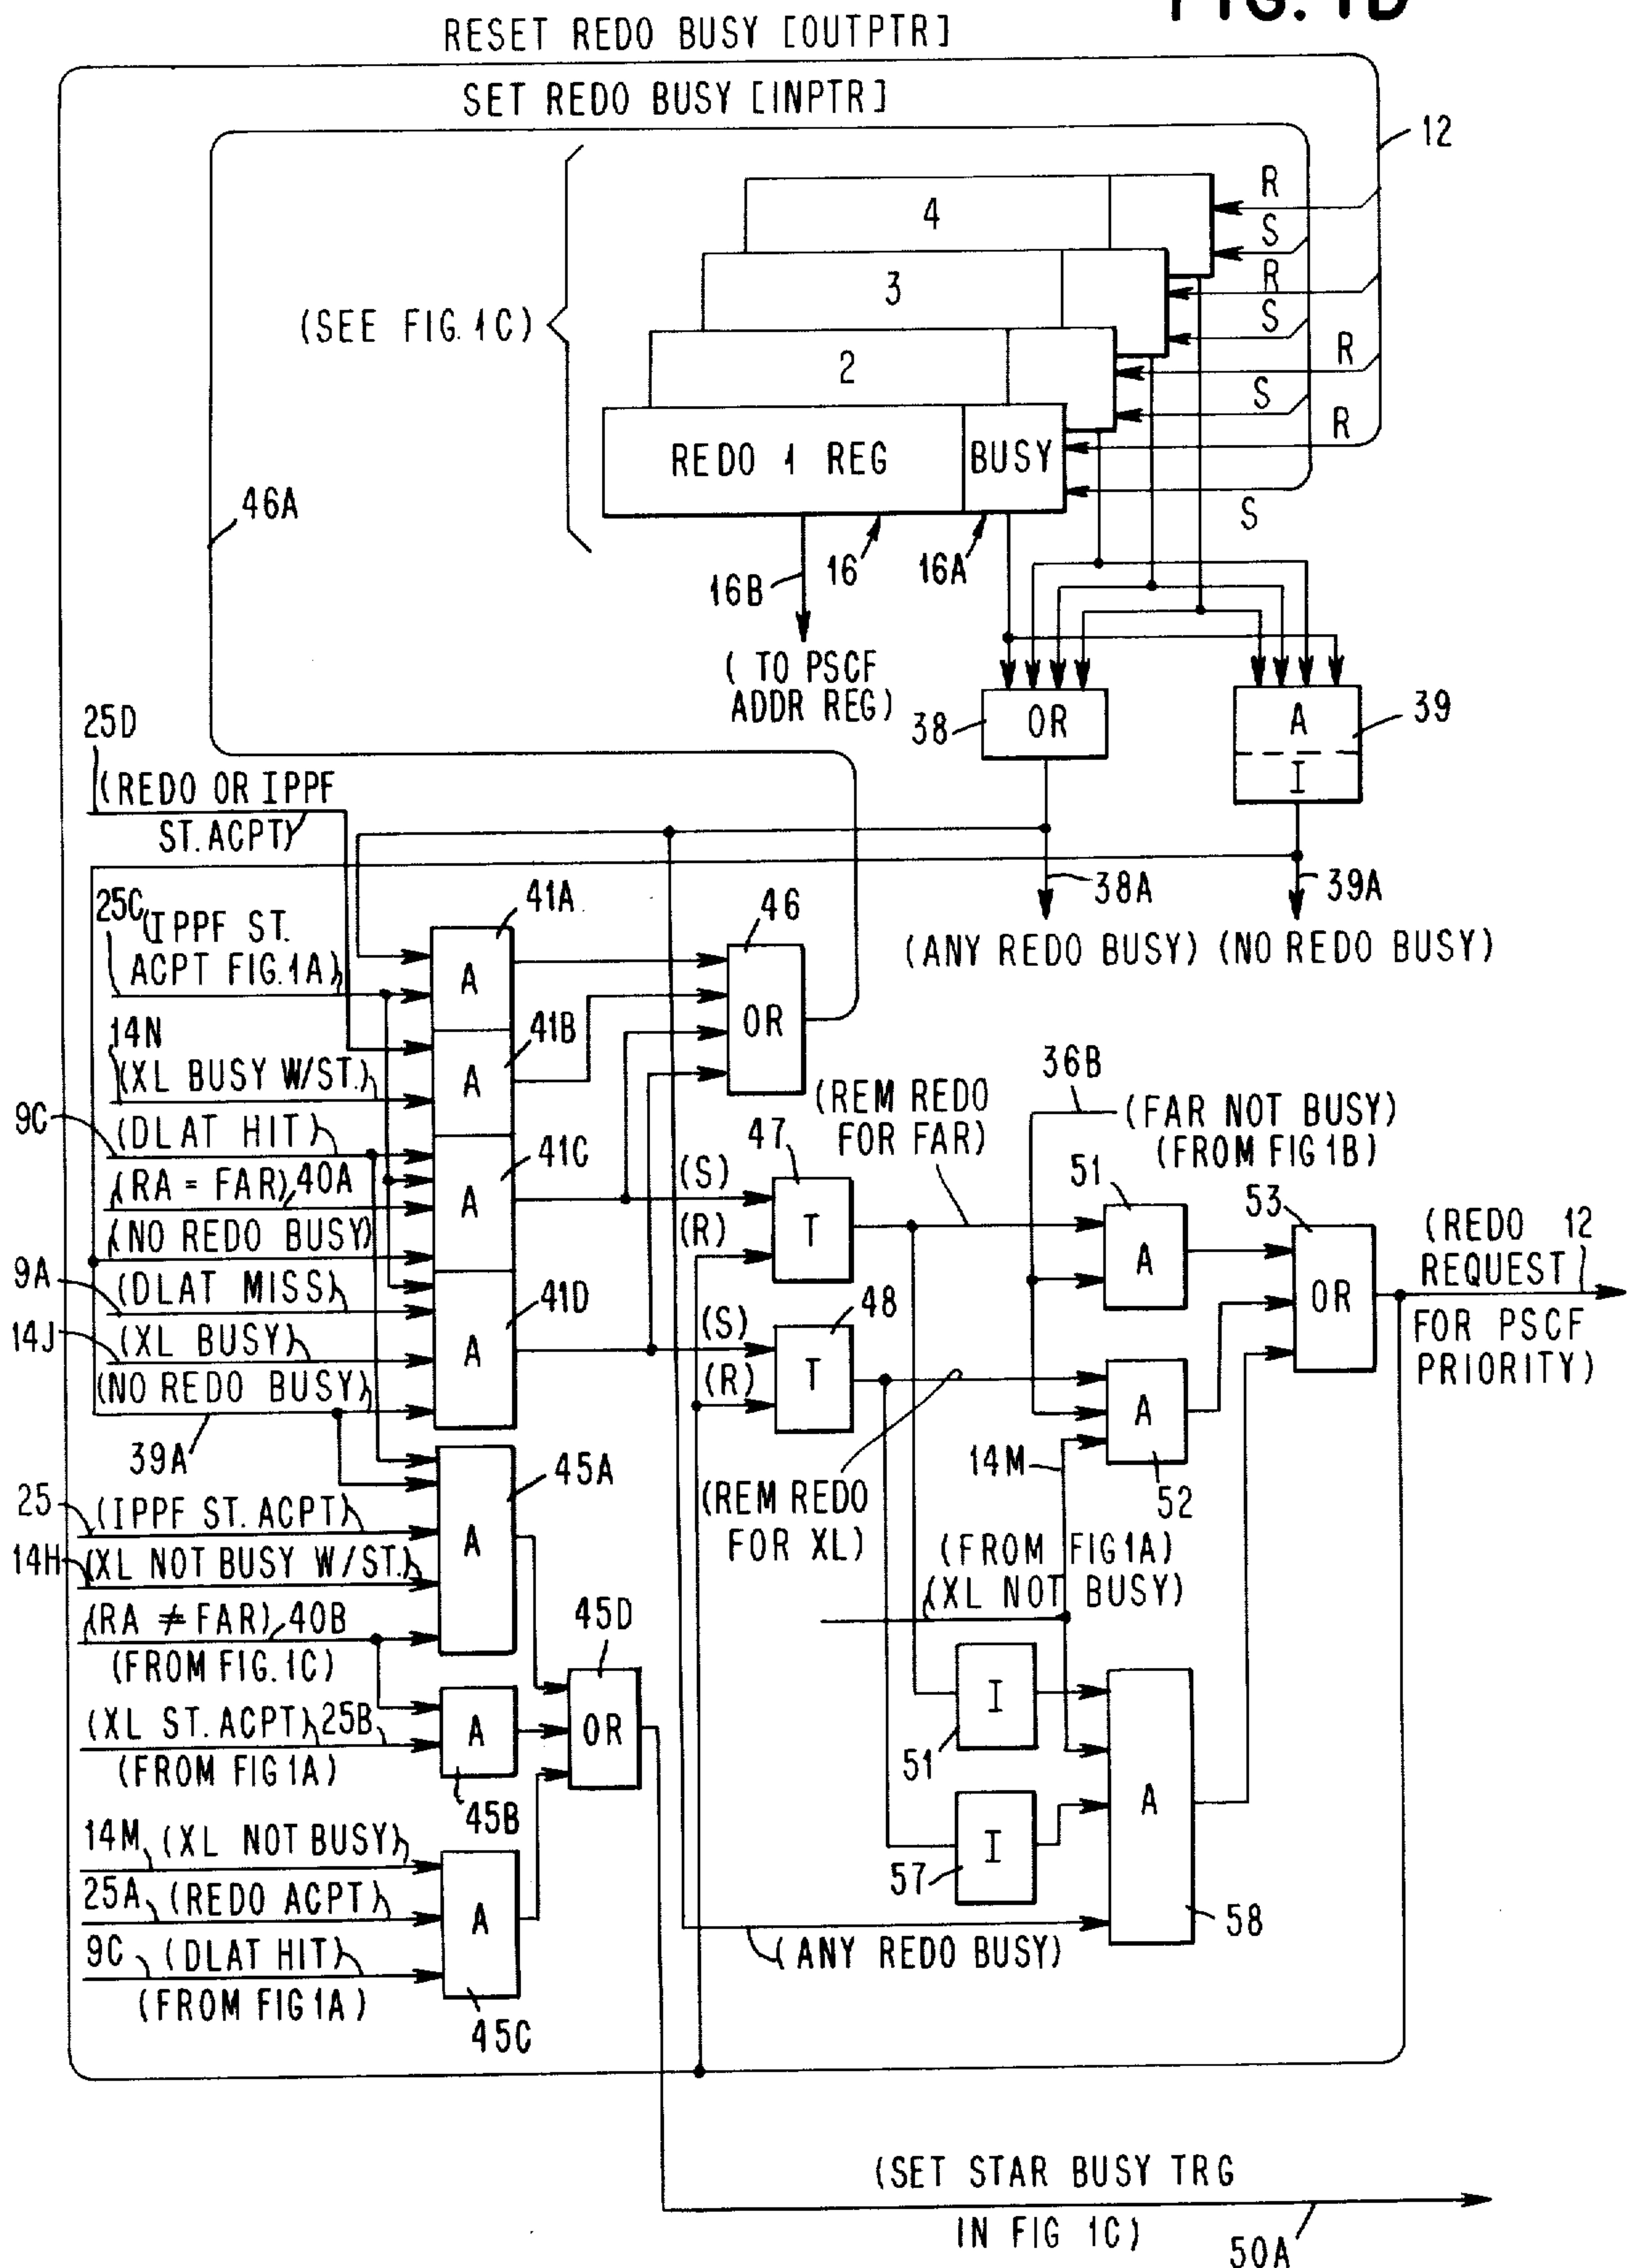 FIG. 1D
RESET REDO BUSY [OUTPTR]
SET REDO BUSY [INPTR]
12
R
4
S
R
3
S
(SEE FIG. 1C)
R
2
S
R
REDO 1 REG
BUSY
46A
S
16B
16
16A
( TO PSCF
ADDR REG)
38
OR
A
I
39
25D
(REDO OR IPPF
ST. ACPT)
38A
39A
(ANY REDO BUSY) (NO REDO BUSY)
25C
(IPPF ST.
ACPT FIG. 1A)
41A
46
A
OR
14N
(XL BUSY W/ST.)
41B
A
9C
(DLAT HIT)
41C
(RA = FAR)
40A
A
(NO REDO BUSY)
9A
(DLAT MISS)
41D
14J
(XL BUSY)
A
(NO REDO BUSY)
39A
(REM REDO
FOR FAR)
36B
(FAR NOT BUSY)
(FROM FIG 1B)
47
(S)
(R)
T
51
A
53
OR
(REDO 12
REQUEST
FOR PSCF
PRIORITY)
48
(S)
(R)
T
A
52
14M
(REM REDO
FOR XL)
(FROM FIG 1A)
(XL NOT BUSY)
45A
25
(IPPF ST. ACPT)
A
14H
(XL NOT BUSY W/ST.)
(RA ≠ FAR)
40B
(FROM FIG. 1C)
45D
OR
(XL ST. ACPT)
25B
A
(FROM FIG 1A)
45B
I
51
I
57
A
58
14M
(XL NOT BUSY)
25A
(REDO ACPT)
A
9C
(DLAT HIT)
(FROM FIG 1A)
45C
(ANY REDO BUSY)
(SET STAR BUSY TRG
IN FIG 1C)
50A